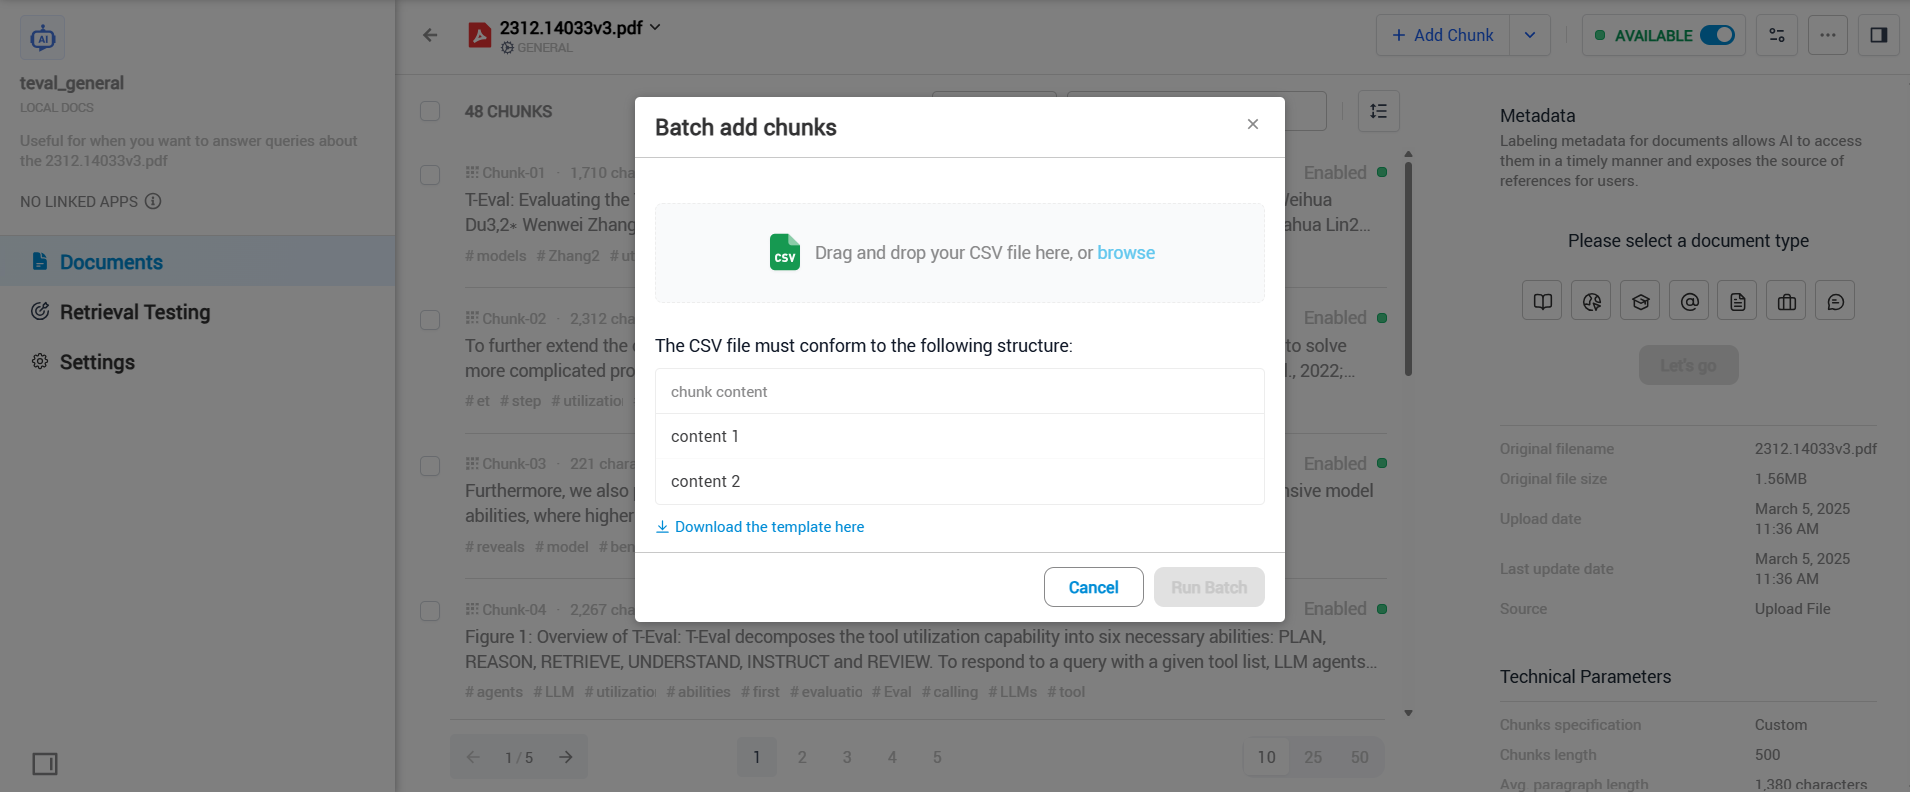 AI
teval_general
LOCAL DOCS
Useful for when you want to answer queries about
the 2312.14033v3.pdf
NO LINKED APPS
Documents
Retrieval Testing
Settings
2312.14033v3.pdf
GENERAL
+ Add Chunk
AVAILABLE
48 CHUNKS
Chunk-01 · 1,710 cha
Enabled
T-Eval: Evaluating the
Weihua
Du3,2* Wenwei Zhang
ahua Lin2...
# models # Zhang2 # ut
Chunk-02 · 2,312 cha
Enabled
To further extend the
to solve
more complicated pro
l., 2022;...
# et # step # utilizatio
Chunk-03 · 221 chara
Enabled
Furthermore, we also
nsive model
abilities, where higher
# reveals # model # ben
Chunk-04 · 2,267 cha
Enabled
Figure 1: Overview of T-Eval: T-Eval decomposes the tool utilization capability into six necessary abilities: PLAN,
REASON, RETRIEVE, UNDERSTAND, INSTRUCT and REVIEW. To respond to a query with a given tool list, LLM agents...
# agents # LLM # utilizatio # abilities # first # evaluatio # Eval # calling # LLMs # tool
1 / 5
1 2 3 4 5
10 25 50
Batch add chunks
CSV
Drag and drop your CSV file here, or browse
The CSV file must conform to the following structure:
chunk content
content 1
content 2
Download the template here
Cancel
Run Batch
Metadata
Labeling metadata for documents allows AI to access
them in a timely manner and exposes the source of
references for users.
Please select a document type
Let's go
Original filename 2312.14033v3.pdf
Original file size 1.56MB
Upload date March 5, 2025
11:36 AM
Last update date March 5, 2025
11:36 AM
Source Upload File
Technical Parameters
Chunks specification Custom
Chunks length 500
Avg. paragraph length 1,380 characters